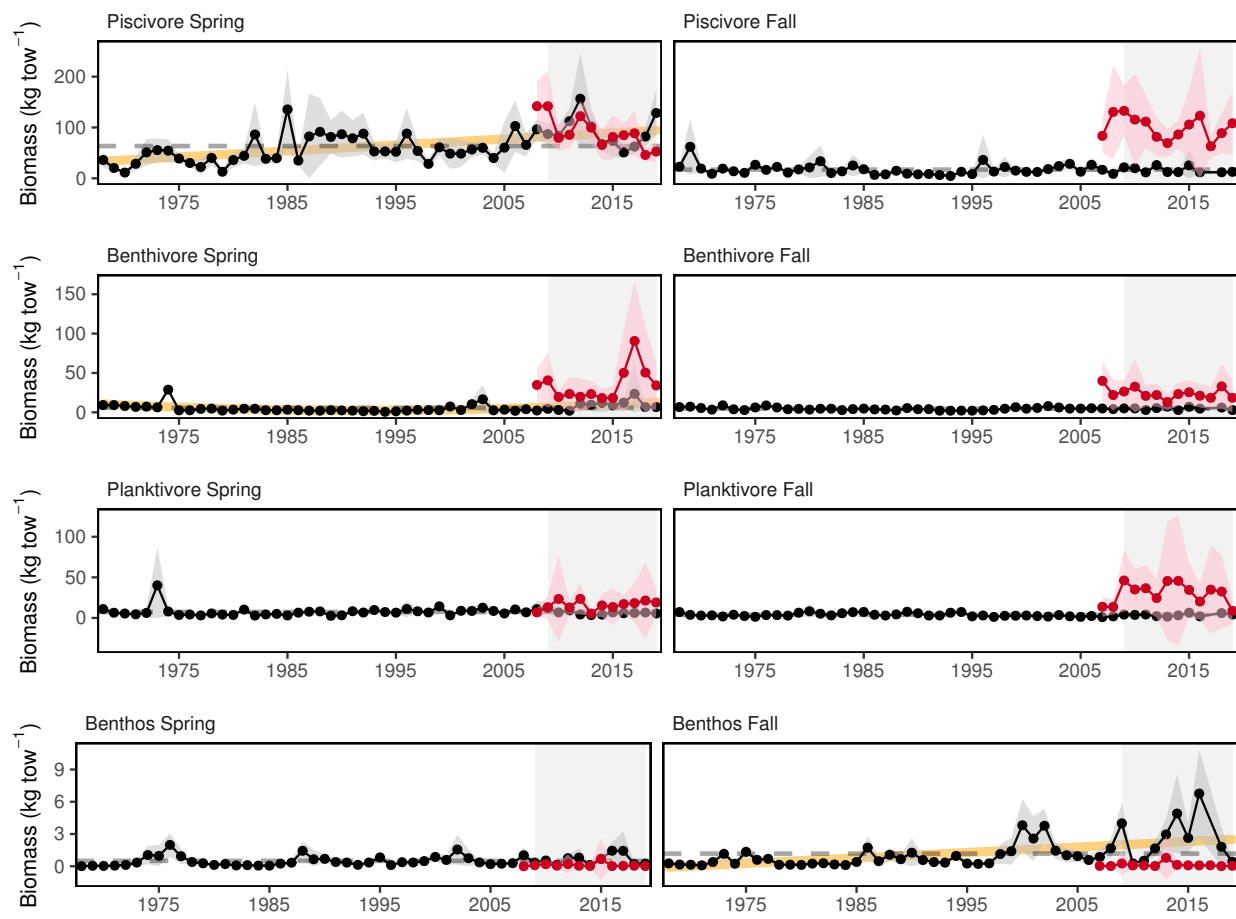 Piscivore Spring
Piscivore Fall
Biomass (kg tow⁻¹)
200
100
0
1975 1985 1995 2005 2015
1975 1985 1995 2005 2015
Benthivore Spring
Benthivore Fall
Biomass (kg tow⁻¹)
150
100
50
0
1975 1985 1995 2005 2015
1975 1985 1995 2005 2015
Planktivore Spring
Planktivore Fall
Biomass (kg tow⁻¹)
100
50
0
1975 1985 1995 2005 2015
1975 1985 1995 2005 2015
Benthos Spring
Benthos Fall
Biomass (kg tow⁻¹)
9
6
3
0
1975 1985 1995 2005 2015
1975 1985 1995 2005 2015